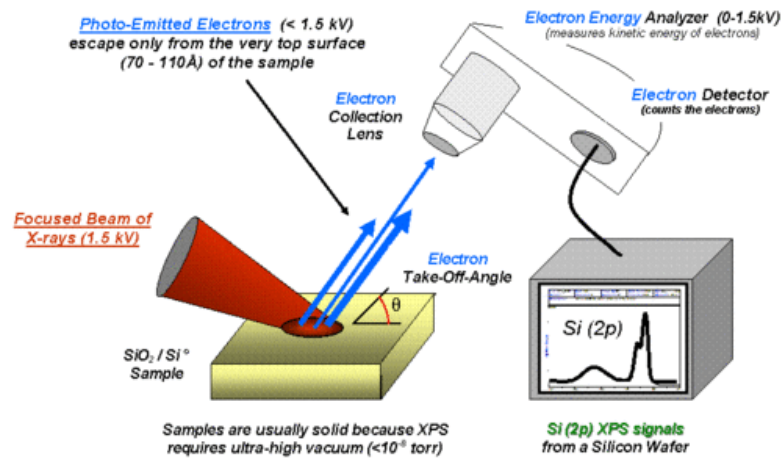 Photo-Emitted Electrons (< 1.5 kV)
escape only from the very top surface
(70 - 110Å) of the sample
Electron Energy Analyzer (0-1.5kV)
(measures kinetic energy of electrons)
Electron
Collection
Lens
Electron Detector
(counts the electrons)
Focused Beam of
X-rays (1.5 kV)
Electron
Take-Off-Angle
θ
SiO₂ / Si°
Sample
Si (2p)
Samples are usually solid because XPS
requires ultra-high vacuum (<10⁻⁸ torr)
Si (2p) XPS signals
from a Silicon Wafer